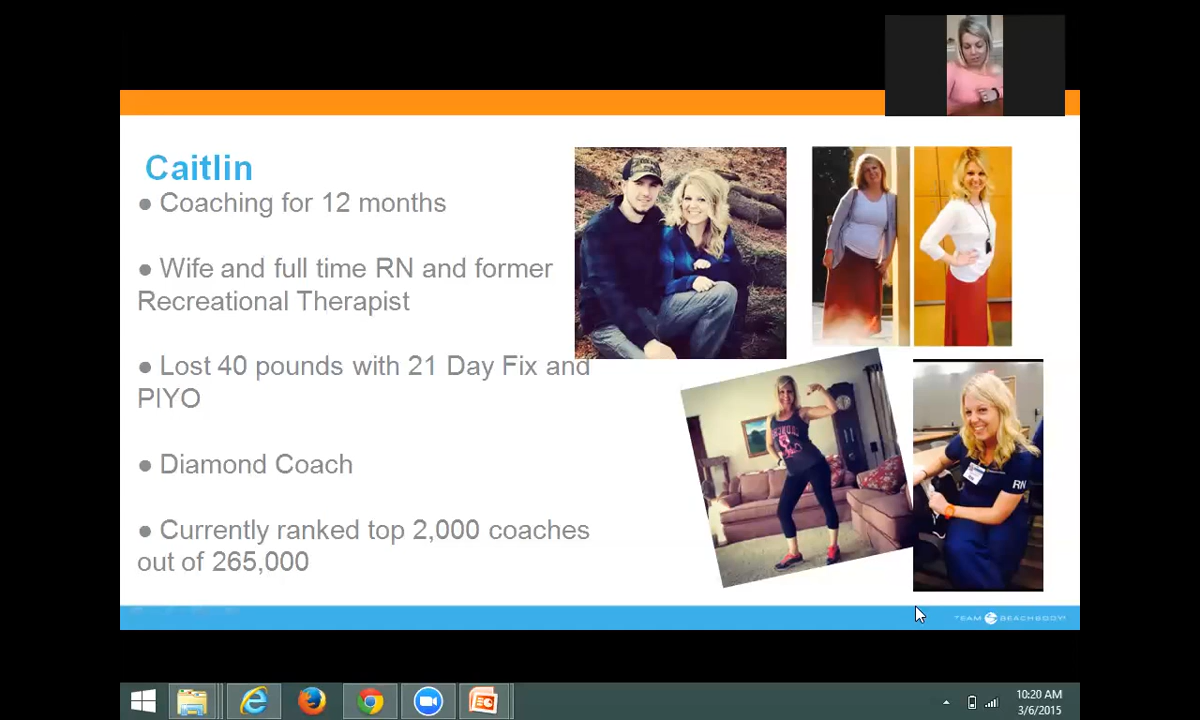 Caitlin
● Coaching for 12 months
● Wife and full time RN and former
Recreational Therapist
● Lost 40 pounds with 21 Day Fix and
PIYO
● Diamond Coach
● Currently ranked top 2,000 coaches
out of 265,000
RN
TEAM BEACHBODY
10:20 AM
3/6/2015